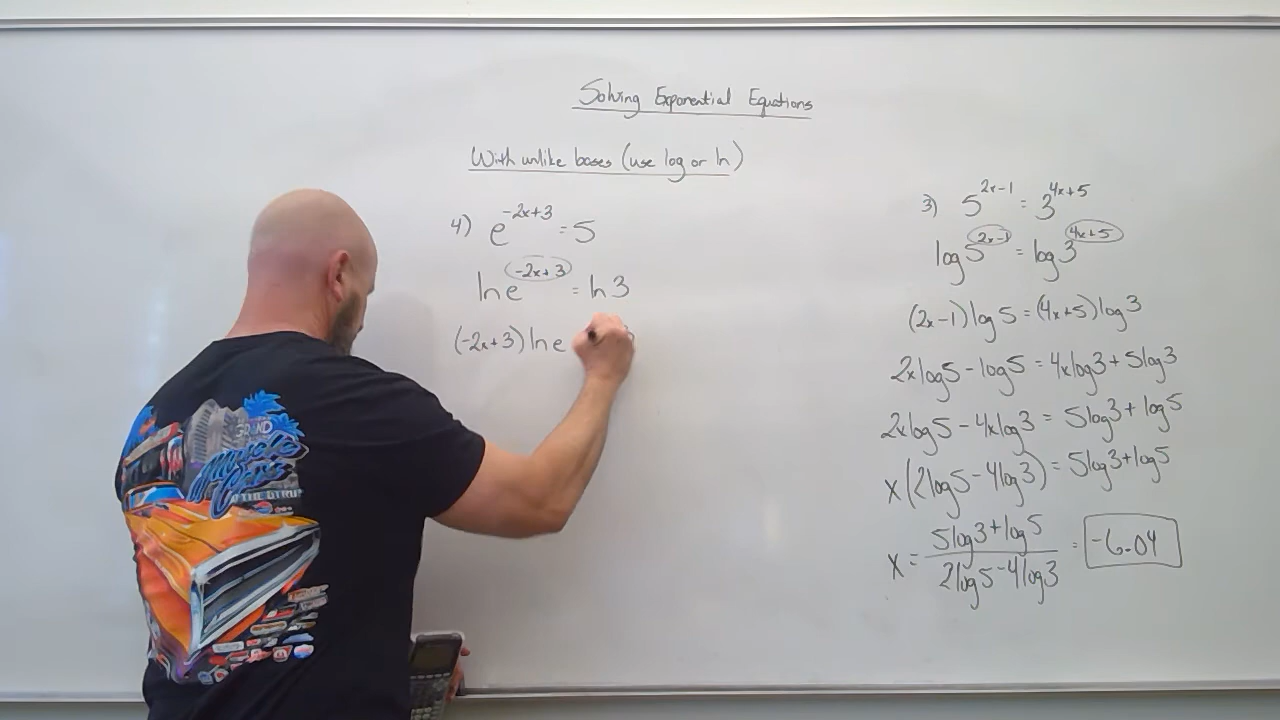 Solving Exponential Equations
With unlike bases (use log or ln)
4) e^{-2x+3} = 5
ln e^{-2x+3} = ln 3
(-2x+3) ln e
3) 5^{2x-1} = 3^{4x+5}
log 5^{2x-1} = log 3^{4x+5}
(2x-1) log 5 = (4x+5) log 3
2x log 5 - log 5 = 4x log 3 + 5 log 3
2x log 5 - 4x log 3 = 5 log 3 + log 5
x (2 log 5 - 4 log 3) = 5 log 3 + log 5
x = \frac{5 log 3 + log 5}{2 log 5 - 4 log 3} = -6.04
GRAND
Muscle
Cars